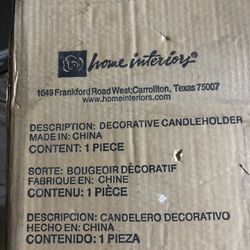 home interiors®
1649 Frankford Road West; Carrollton, Texas 75007
www.homeinteriors.com
DESCRIPTION: DECORATIVE CANDLEHOLDER
MADE IN: CHINA
CONTENT: 1 PIECE
SORTE: BOUGEOIR DÉCORATIF
FABRIQUE EN: CHINE
CONTENU: 1 PIÈCE
DESCRIPCION: CANDELERO DECORATIVO
HECHO EN: CHINA
CONTENIDO: 1 PIEZA